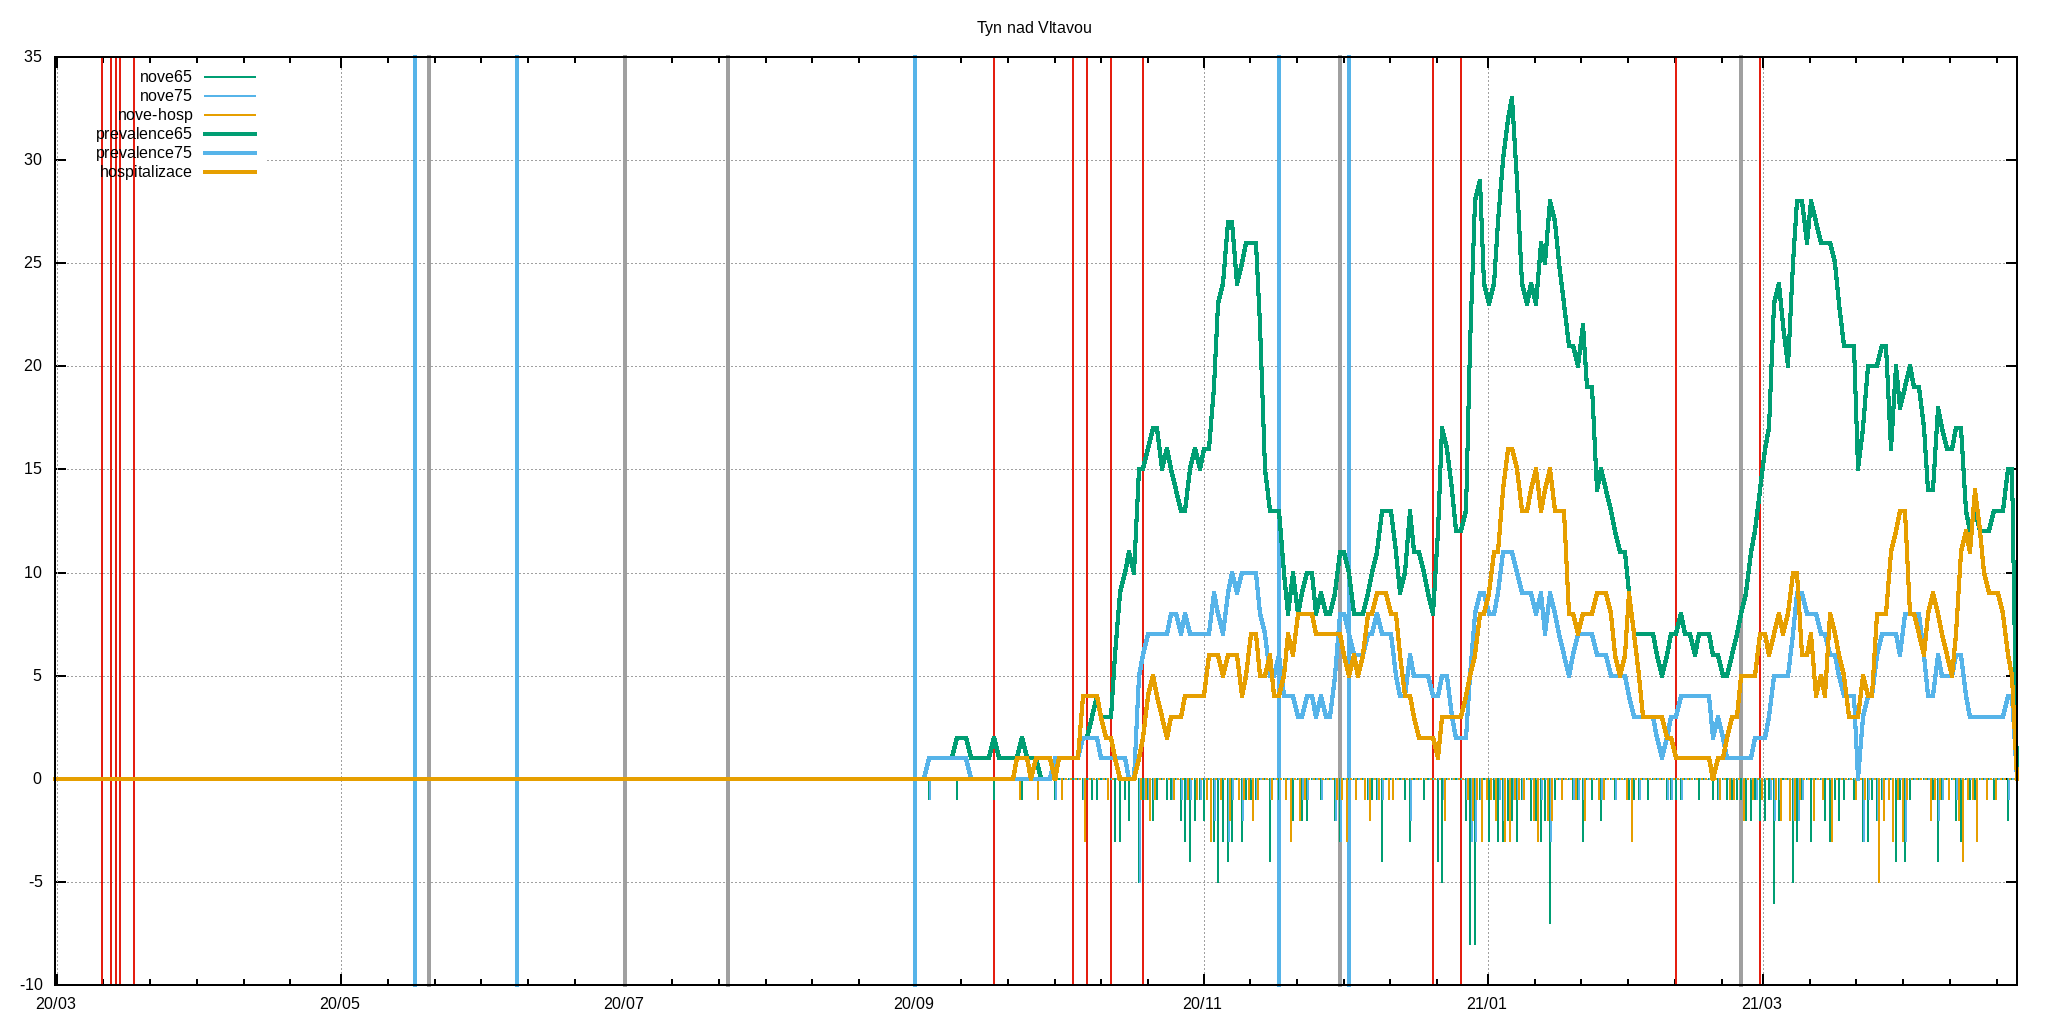 Tyn nad Vltavou
35
30
25
20
15
10
5
0
-5
-10
nove65
nove75
nove-hosp
prevalence65
prevalence75
hospitalizace
20/03 20/05 20/07 20/09 20/11 21/01 21/03